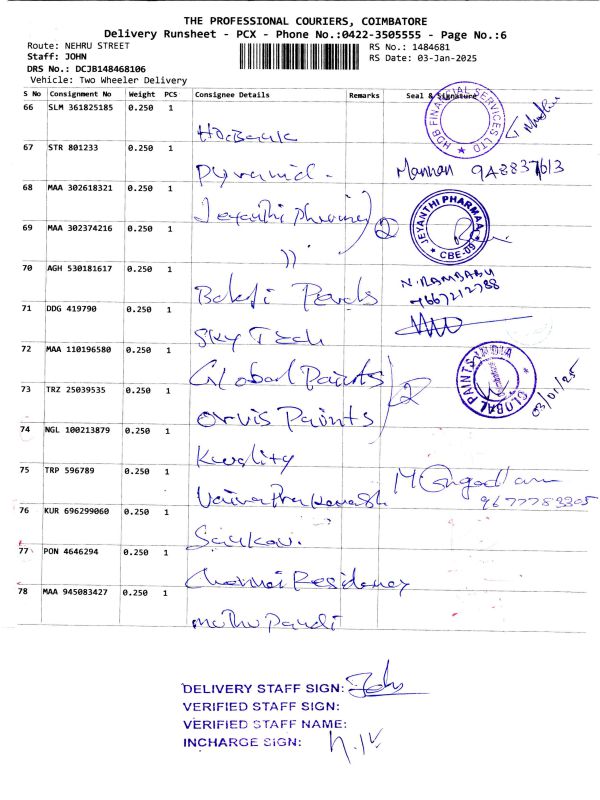 THE PROFESSIONAL COURIERS, COIMBATORE
Delivery Runsheet - PCX - Phone No.:0422-3505555 - Page No.:6
Route: NEHRU STREET
RS No.: 1484681
Staff: JOHN
RS Date: 03-Jan-2025
DRS No.: DCJB148468106
Vehicle: Two Wheeler Delivery
S No Consignment No Weight PCS Consignee Details Remarks Seal & Signature
66 SLM 361825185 0.250 1
HDB FINANCIAL SERVICES LTD
67 STR 801233 0.250 1
Pyramid. Mannan
68 MAA 302618321 0.250 1
Jeyanthi Pharma 2 JEYANTHI PHARMAA CBE-09
69 MAA 302374216 0.250 1
))
70 AGH 530181617 0.250 1
N. RAMBABU
7667212788
71 DDG 419790 0.250 1
Sky Tech
72 MAA 110196580 0.250 1
Global Paints 2 GLOBAL PAINTS INDIA 03/01/25
73 TRZ 25039535 0.250 1
Orvis Paints
74 NGL 100213879 0.250 1
Kwality
75 TRP 596789 0.250 1
9677783305
76 KUR 696299060 0.250 1
77 PON 4646294 0.250 1
Chennai Residency
78 MAA 945083427 0.250 1
DELIVERY STAFF SIGN: John
VERIFIED STAFF SIGN:
VERIFIED STAFF NAME:
INCHARGE SIGN: